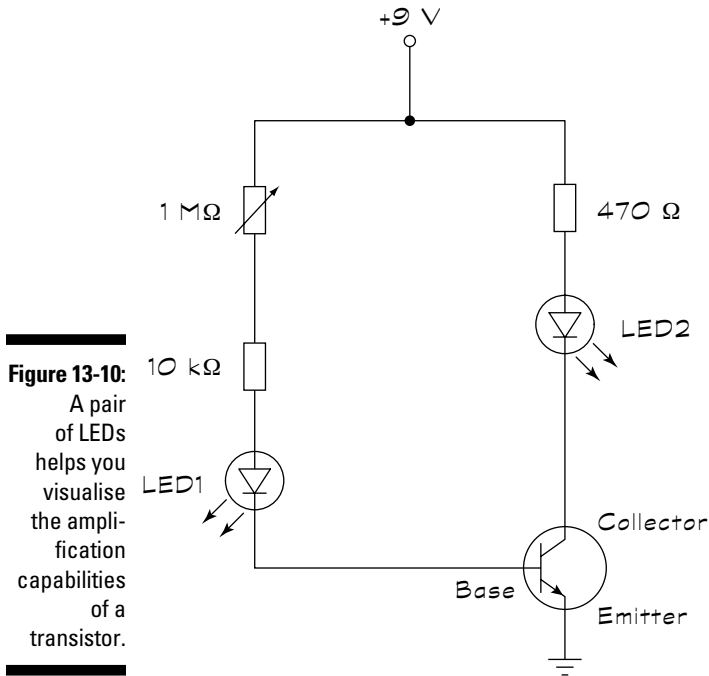 +9 V
1 MΩ
470 Ω
LED2
Figure 13-10:
A pair
of LEDs
helps you
visualise
the ampli-
fication
capabilities
of a
transistor.
10 kΩ
LED1
Collector
Base
Emitter